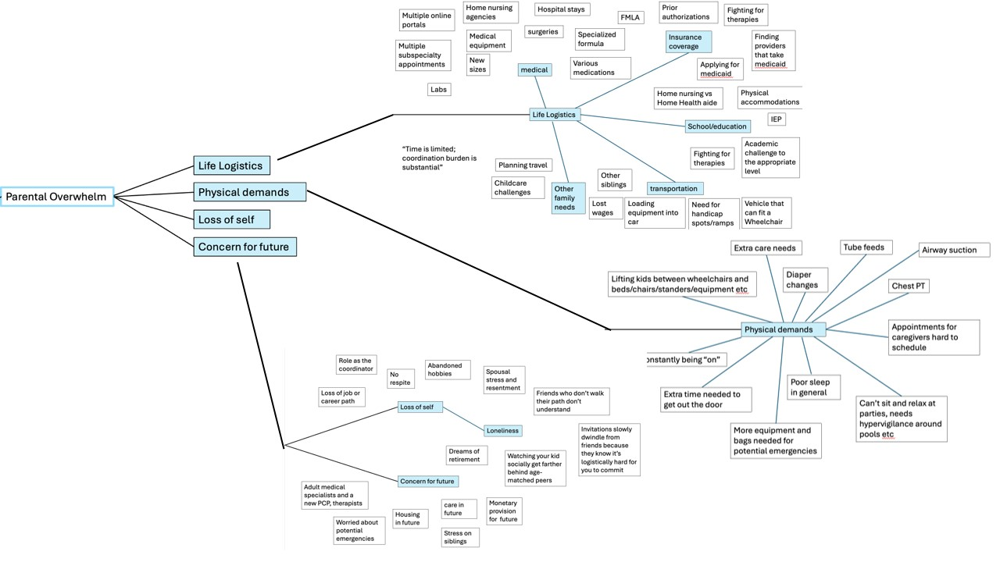 Parental Overwhelm
Life Logistics
Physical demands
Loss of self
Concern for future
Multiple online
portals
Home nursing
agencies
Hospital stays
FMLA
Prior
authorizations
Fighting for
therapies
Multiple
subspecialty
appointments
Medical
equipment
surgeries
Specialized
formula
Insurance
coverage
Finding
providers
that take
medicaid
New
sizes
medical
Various
medications
Applying for
medicaid
Labs
Home nursing vs
Home Health aide
Physical
accommodations
Life Logistics
IEP
School/education
"Time is limited;
coordination burden is
substantial"
Fighting for
therapies
Academic
challenge to
the appropriate
level
Planning travel
Childcare
challenges
Other
family
needs
Other
siblings
transportation
Lost
wages
Loading
equipment into
car
Need for
handicap
spots/ramps
Vehicle that
can fit a
Wheelchair
Extra care needs
Tube feeds
Airway suction
Lifting kids between wheelchairs and
beds/chairs/standers/equipment etc
Diaper
changes
Chest PT
Physical demands
Appointments for
caregivers hard to
schedule
onstantly being “on”
Extra time needed to
get out the door
Poor sleep
in general
Can’t sit and relax at
parties, needs
hypervigilance around
pools etc
More equipment and
bags needed for
potential emergencies
Role as the
coordinator
No
respite
Abandoned
hobbies
Spousal
stress and
resentment
Loss of job or
career path
Friends who don’t walk
their path don’t
understand
Loss of self
Loneliness
Invitations slowly
dwindle from
friends because
they know it’s
logistically hard for
you to commit
Dreams of
retirement
Watching your kid
socially get farther
behind age-
matched peers
Concern for future
Adult medical
specialists and a
new PCP, therapists
Worried about
potential
emergencies
Housing
in future
care in
future
Monetary
provision
for future
Stress on
siblings